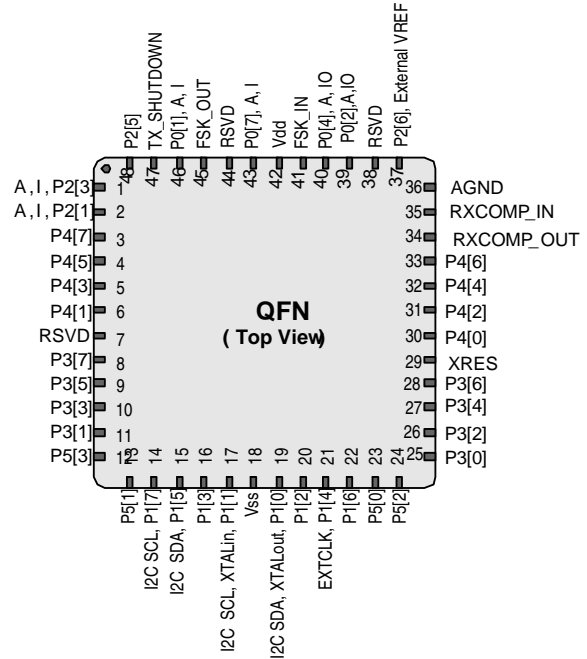 P2[5]
TX_SHUTDOWN
P0[1], A, I
FSK_OUT
RSVD
P0[7], A, I
Vdd
FSK_IN
P0[4], A, IO
P0[2],A,IO
RSVD
P2[6], External VREF
48
47
46
45
44
43
42
41
40
39
38
37
A, I, P2[3] 1
A, I, P2[1] 2
P4[7] 3
P4[5] 4
P4[3] 5
P4[1] 6
RSVD 7
P3[7] 8
P3[5] 9
P3[3] 10
P3[1] 11
P5[3] 12
QFN
( Top View)
36 AGND
35 RXCOMP_IN
34 RXCOMP_OUT
33 P4[6]
32 P4[4]
31 P4[2]
30 P4[0]
29 XRES
28 P3[6]
27 P3[4]
26 P3[2]
25 P3[0]
13
14
15
16
17
18
19
20
21
22
23
24
P5[1]
I2C SCL, P1[7]
I2C SDA, P1[5]
P1[3]
I2C SCL, XTALin, P1[1]
Vss
I2C SDA, XTALout, P1[0]
P1[2]
EXTCLK, P1[4]
P1[6]
P5[0]
P5[2]